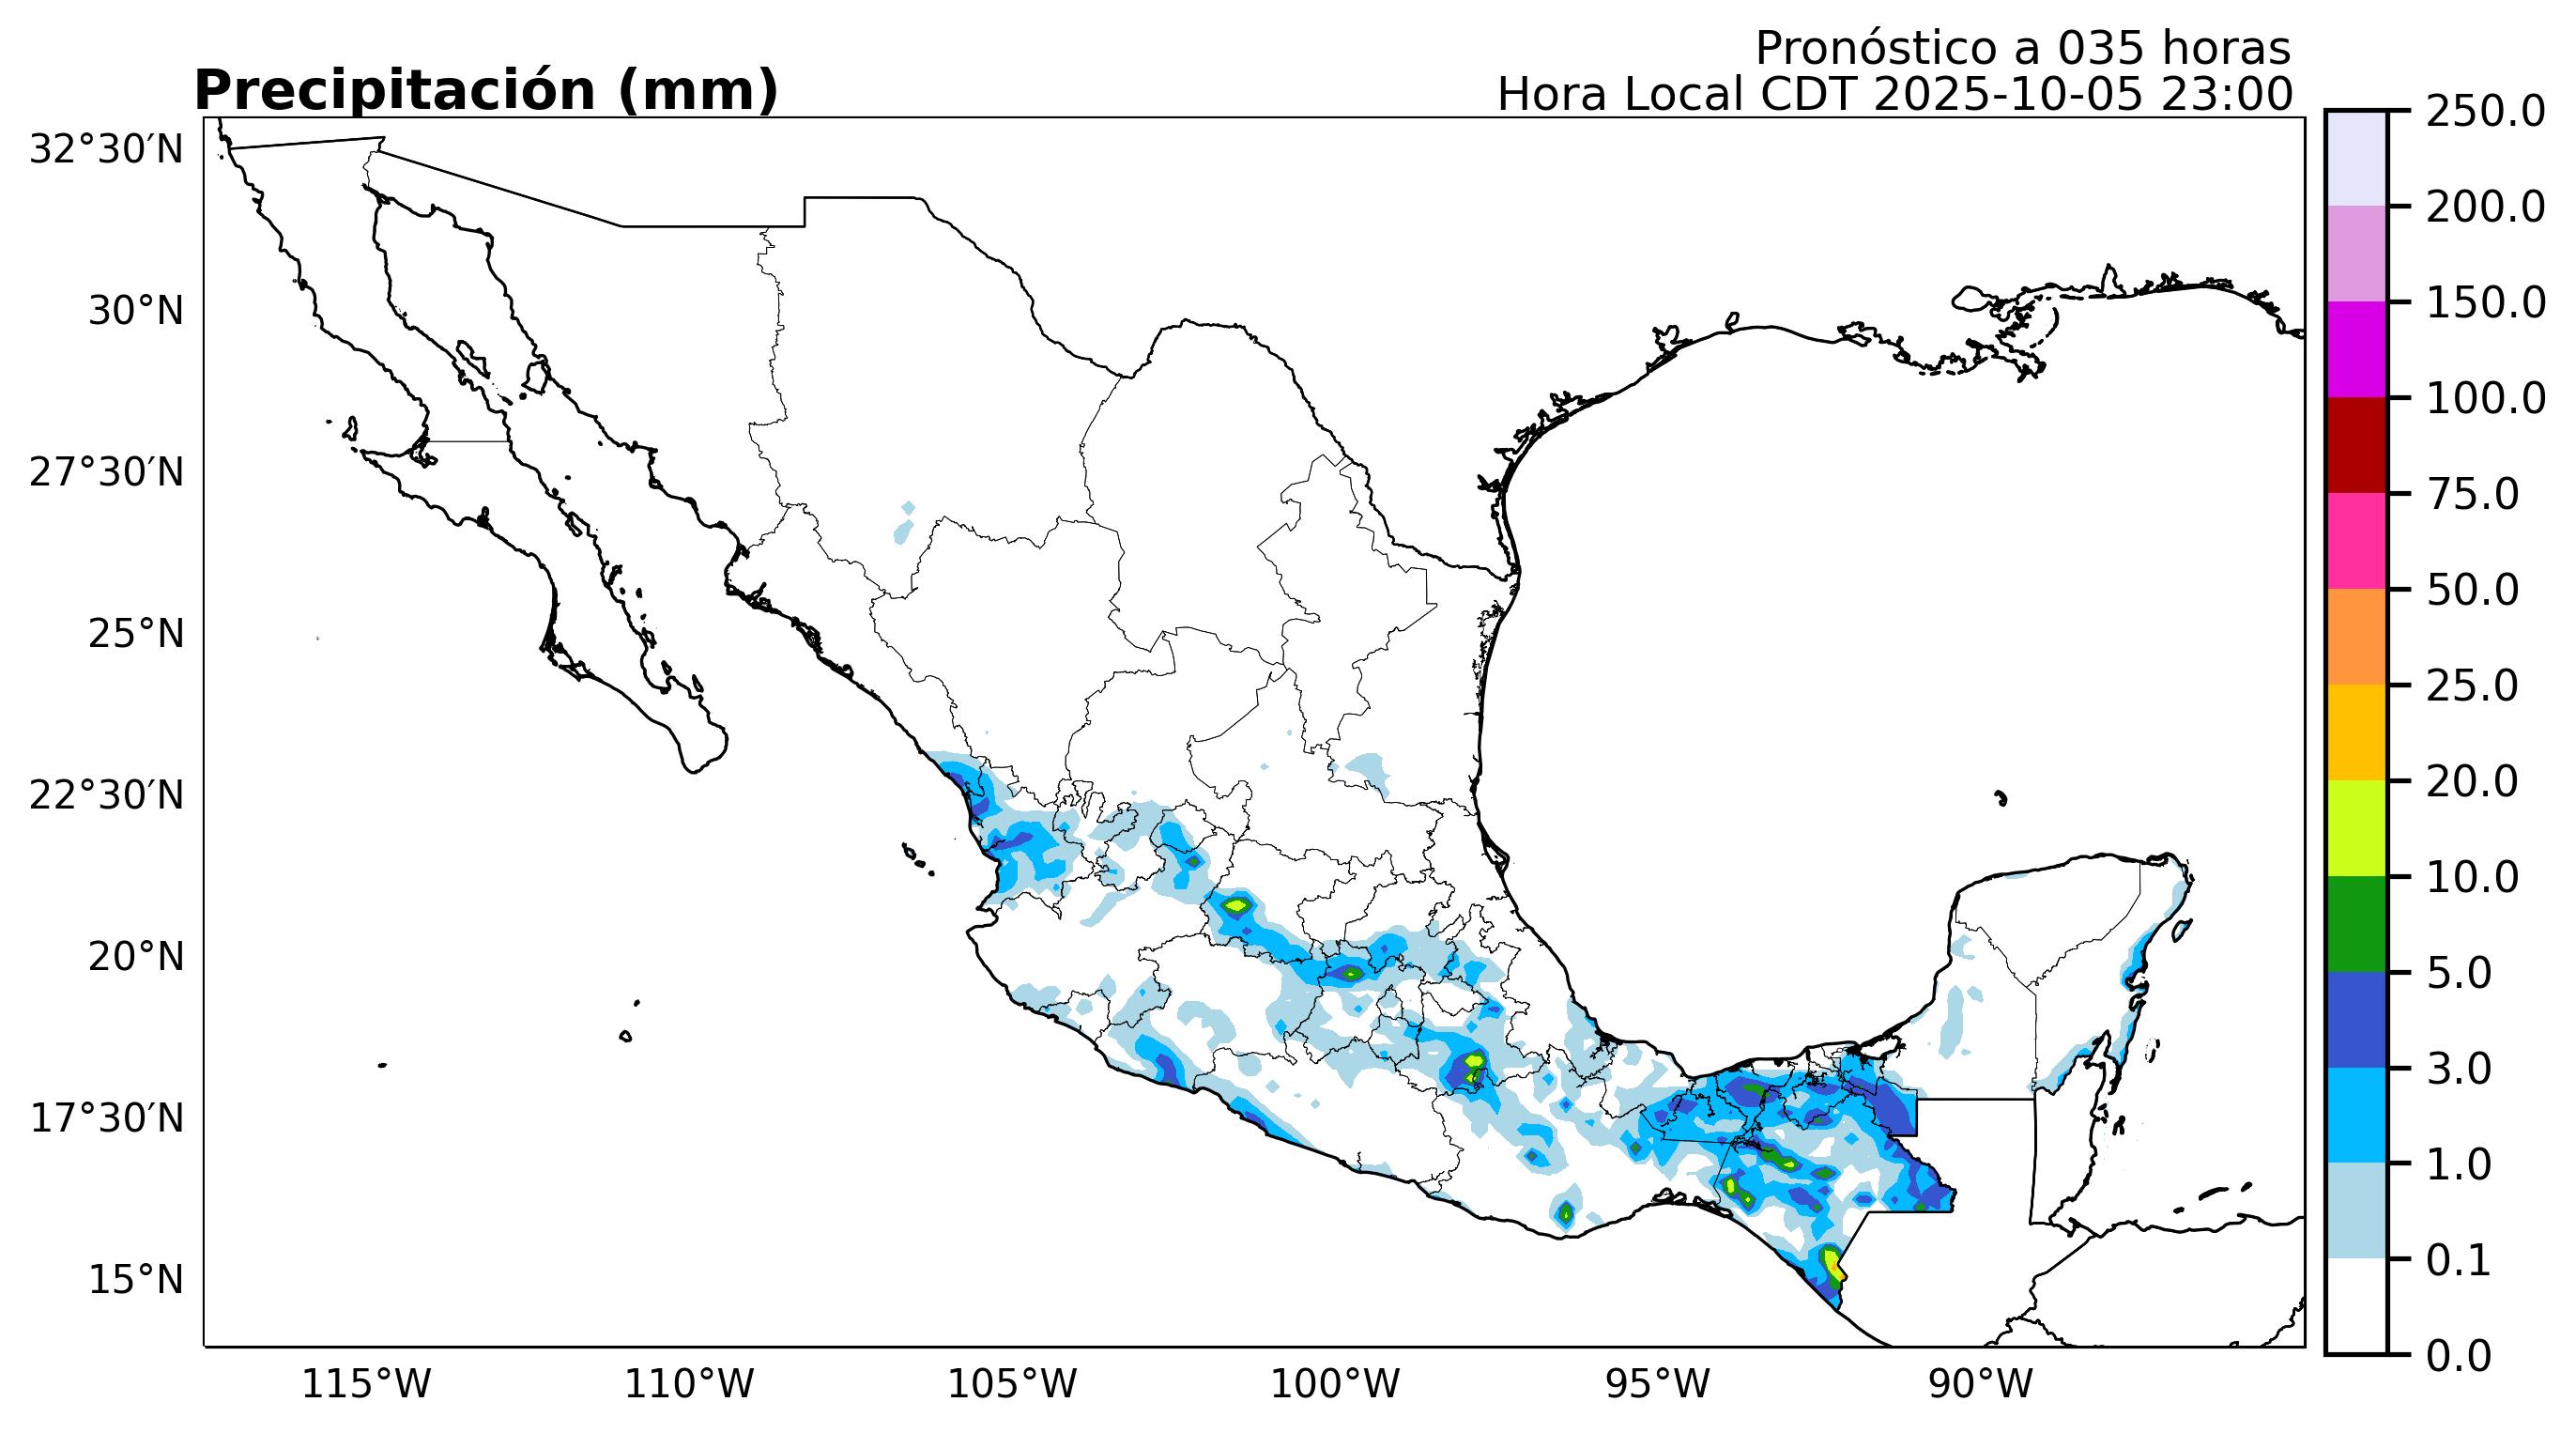 Pronóstico a 035 horas
Precipitación (mm)
Hora Local CDT 2025-10-05 23:00
32°30′N
30°N
27°30′N
25°N
22°30′N
20°N
17°30′N
15°N
115°W
110°W
105°W
100°W
95°W
90°W
250.0
200.0
150.0
100.0
75.0
50.0
25.0
20.0
10.0
5.0
3.0
1.0
0.1
0.0